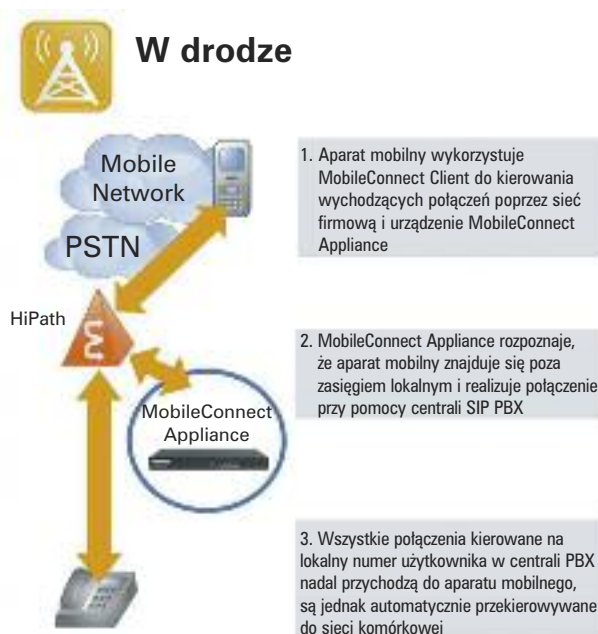 W drodze
Mobile
Network
PSTN
HiPath
MobileConnect
Appliance
1. Aparat mobilny wykorzystuje
MobileConnect Client do kierowania
wychodzących połączeń poprzez sieć
firmową i urządzenie MobileConnect
Appliance
2. MobileConnect Appliance rozpoznaje,
że aparat mobilny znajduje się poza
zasięgiem lokalnym i realizuje połączenie
przy pomocy centrali SIP PBX
3. Wszystkie połączenia kierowane na
lokalny numer użytkownika w centrali PBX
nadal przychodzą do aparatu mobilnego,
są jednak automatycznie przekierowywane
do sieci komórkowej